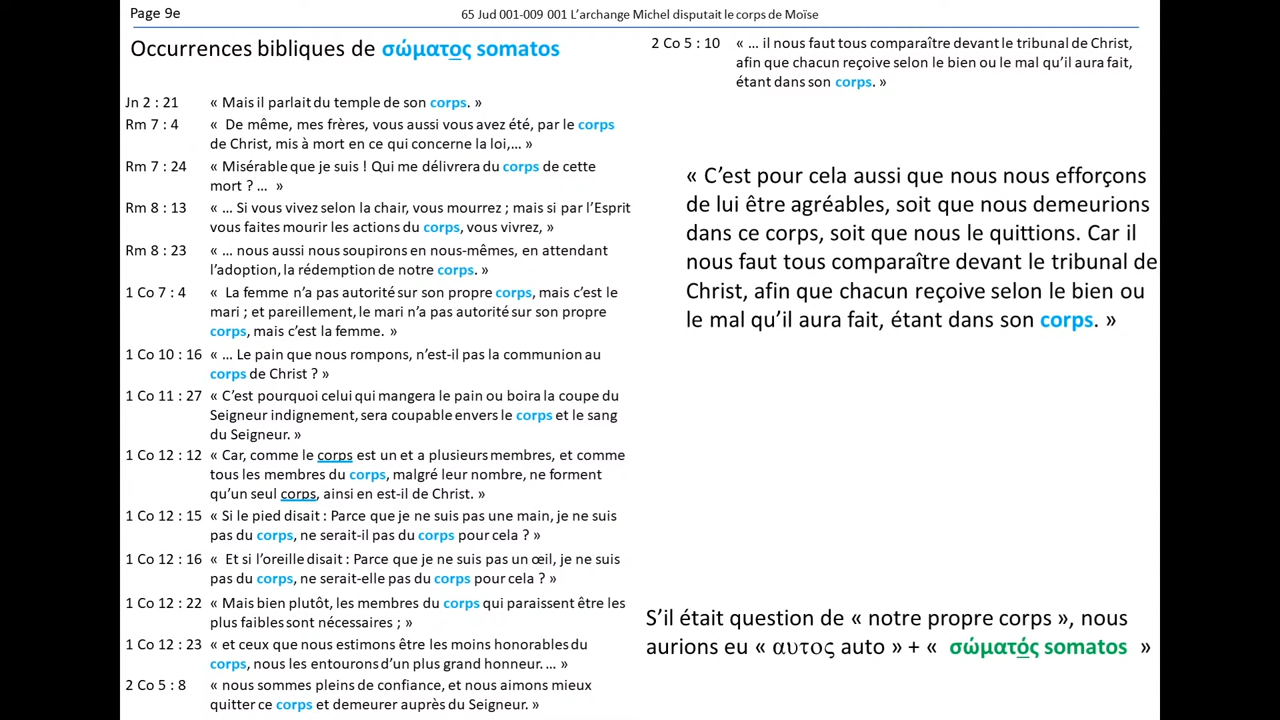 Page 9e
65 Jud 001-009 001 L’archange Michel disputait le corps de Moïse
Occurrences bibliques de σώματος somatos
Jn 2 : 21 « Mais il parlait du temple de son corps. »
Rm 7 : 4 « De même, mes frères, vous aussi vous avez été, par le corps
de Christ, mis à mort en ce qui concerne la loi,… »
Rm 7 : 24 « Misérable que je suis ! Qui me délivrera du corps de cette
mort ? … »
Rm 8 : 13 « … Si vous vivez selon la chair, vous mourrez ; mais si par l’Esprit
vous faites mourir les actions du corps, vous vivrez, »
Rm 8 : 23 « … nous aussi nous soupirons en nous-mêmes, en attendant
l’adoption, la rédemption de notre corps. »
1 Co 7 : 4 « La femme n’a pas autorité sur son propre corps, mais c’est le
mari ; et pareillement, le mari n’a pas autorité sur son propre
corps, mais c’est la femme. »
1 Co 10 : 16 « … Le pain que nous rompons, n’est-il pas la communion au
corps de Christ ? »
1 Co 11 : 27 « C’est pourquoi celui qui mangera le pain ou boira la coupe du
Seigneur indignement, sera coupable envers le corps et le sang
du Seigneur. »
1 Co 12 : 12 « Car, comme le corps est un et a plusieurs membres, et comme
tous les membres du corps, malgré leur nombre, ne forment
qu’un seul corps, ainsi en est-il de Christ. »
1 Co 12 : 15 « Si le pied disait : Parce que je ne suis pas une main, je ne suis
pas du corps, ne serait-il pas du corps pour cela ? »
1 Co 12 : 16 « Et si l’oreille disait : Parce que je ne suis pas un œil, je ne suis
pas du corps, ne serait-elle pas du corps pour cela ? »
1 Co 12 : 22 « Mais bien plutôt, les membres du corps qui paraissent être les
plus faibles sont nécessaires ; »
1 Co 12 : 23 « et ceux que nous estimons être les moins honorables du
corps, nous les entourons d’un plus grand honneur. … »
2 Co 5 : 8 « nous sommes pleins de confiance, et nous aimons mieux
quitter ce corps et demeurer auprès du Seigneur. »
2 Co 5 : 10 « … il nous faut tous comparaître devant le tribunal de Christ,
afin que chacun reçoive selon le bien ou le mal qu’il aura fait,
étant dans son corps. »
« C’est pour cela aussi que nous nous efforçons
de lui être agréables, soit que nous demeurions
dans ce corps, soit que nous le quittions. Car il
nous faut tous comparaître devant le tribunal de
Christ, afin que chacun reçoive selon le bien ou
le mal qu’il aura fait, étant dans son corps. »
S’il était question de « notre propre corps », nous
aurions eu « αυτος auto » + « σώματός somatos »